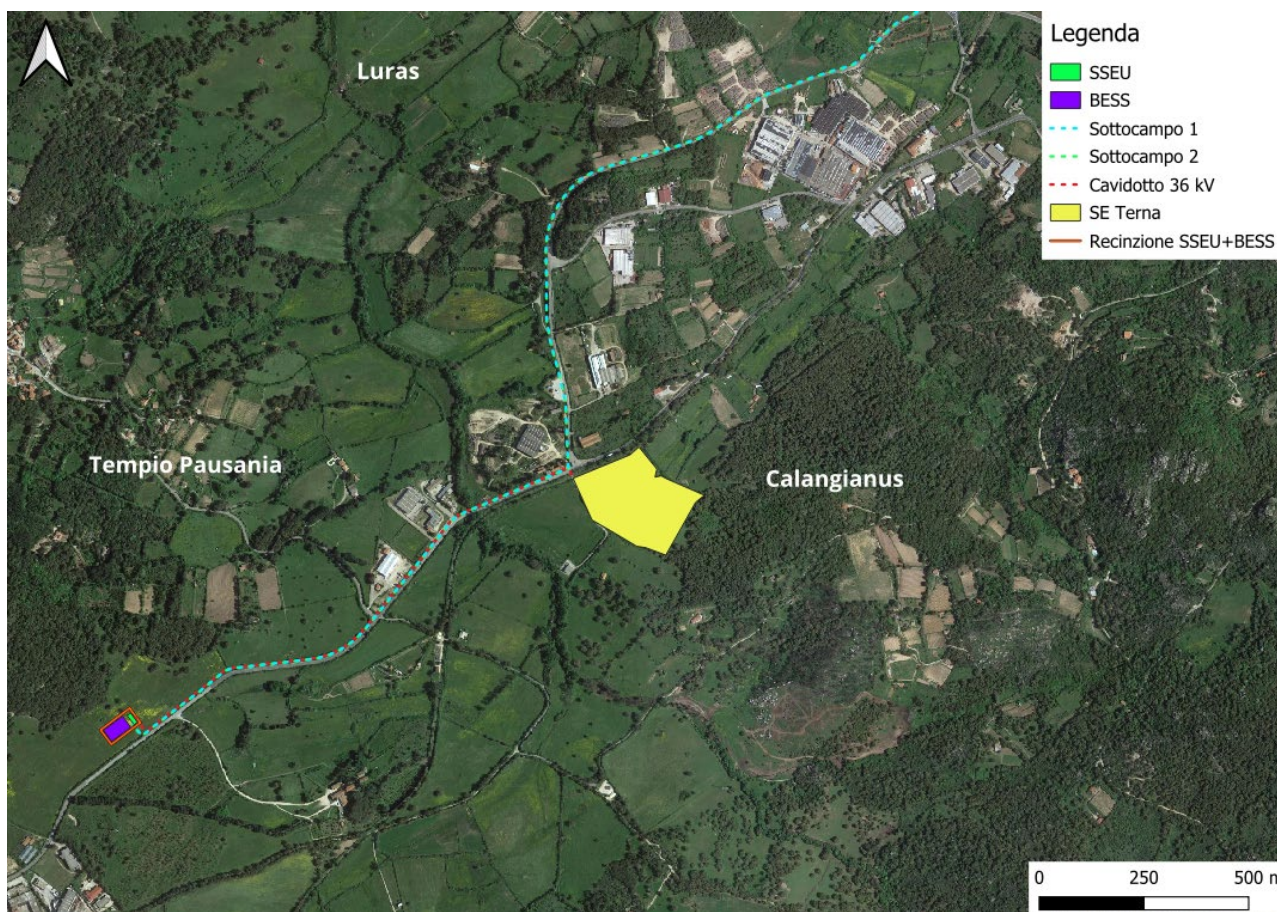 Luras
Tempio Pausania
Calangianus
Legenda
SSEU
BESS
Sottocampo 1
Sottocampo 2
Cavidotto 36 kV
SE Terna
Recinzione SSEU+BESS
0 250 500 m